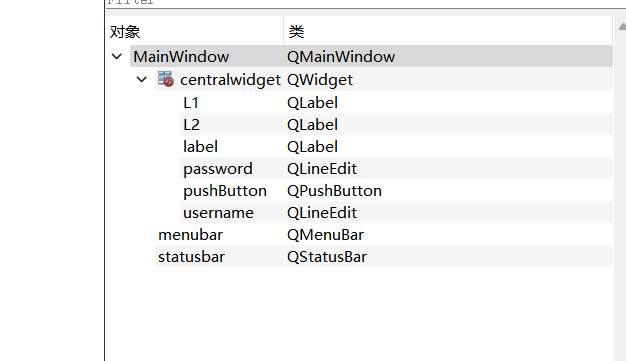 Filter
对象 类
MainWindow QMainWindow
centralwidget QWidget
L1 QLabel
L2 QLabel
label QLabel
password QLineEdit
pushButton QPushButton
username QLineEdit
menubar QMenuBar
statusbar QStatusBar